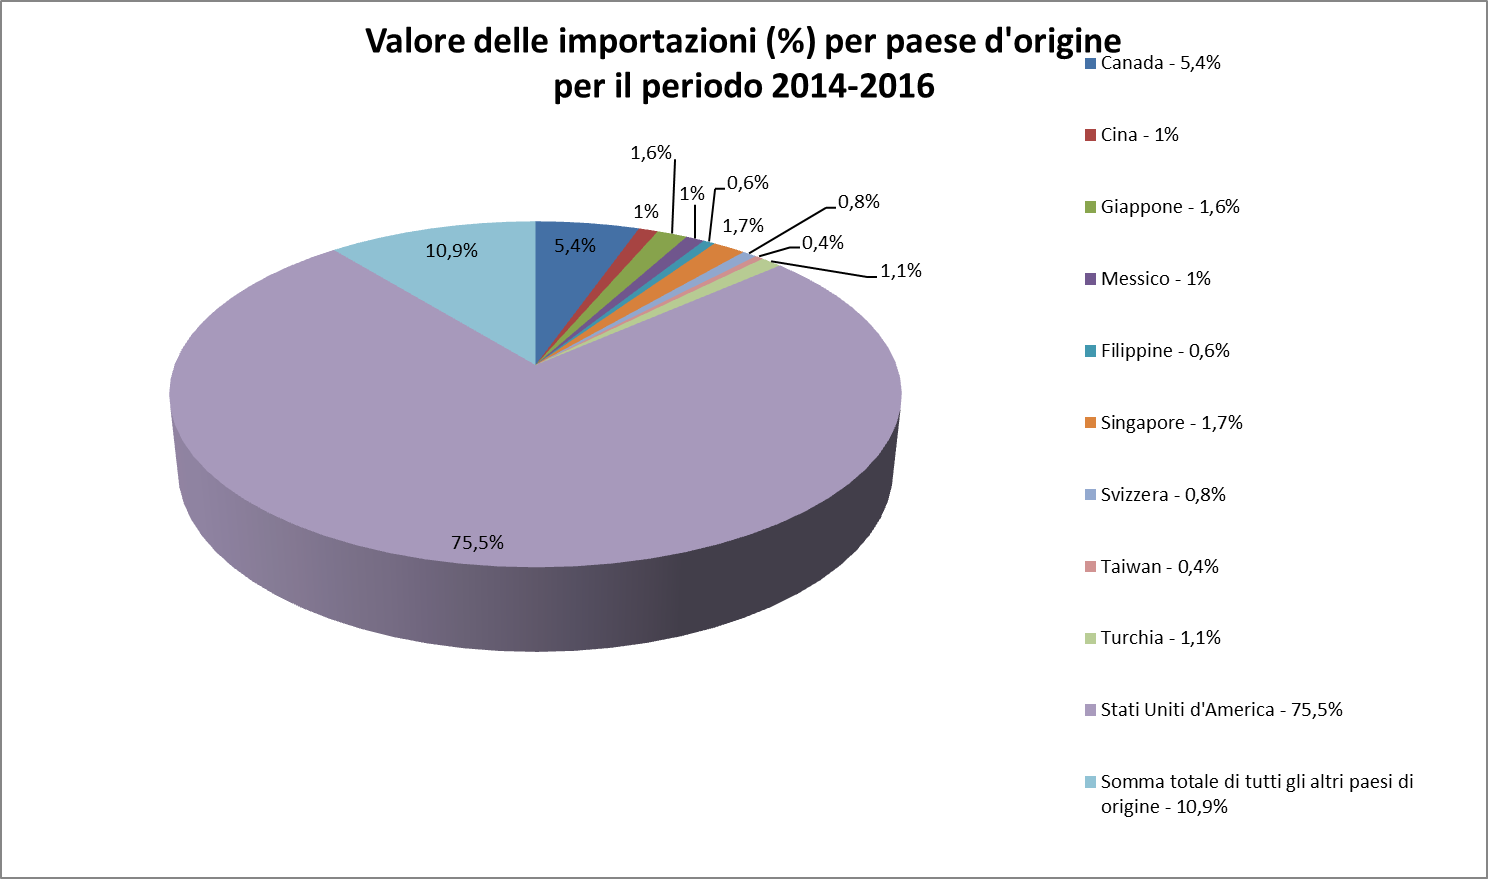 Valore delle importazioni (%) per paese d'origine
per il periodo 2014-2016
Canada - 5,4%
Cina - 1%
Giappone - 1,6%
Messico - 1%
Filippine - 0,6%
Singapore - 1,7%
Svizzera - 0,8%
Taiwan - 0,4%
Turchia - 1,1%
Stati Uniti d'America - 75,5%
Somma totale di tutti gli altri paesi di
origine - 10,9%
5,4%
1%
1,6%
1%
0,6%
1,7%
0,8%
0,4%
1,1%
75,5%
10,9%